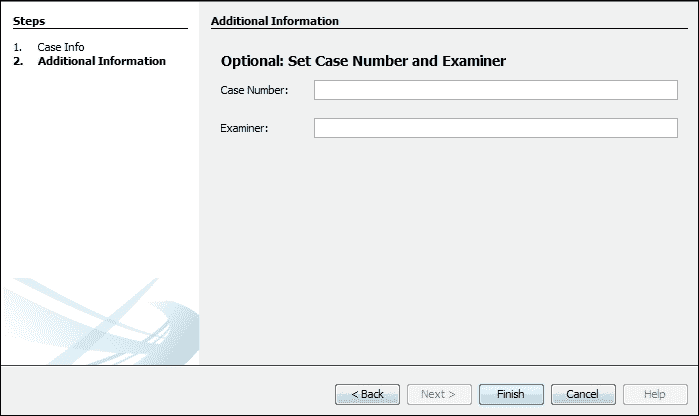 Steps
1. Case Info
2. Additional Information
Additional Information
Optional: Set Case Number and Examiner
Case Number:
Examiner:
< Back Next > Finish Cancel Help